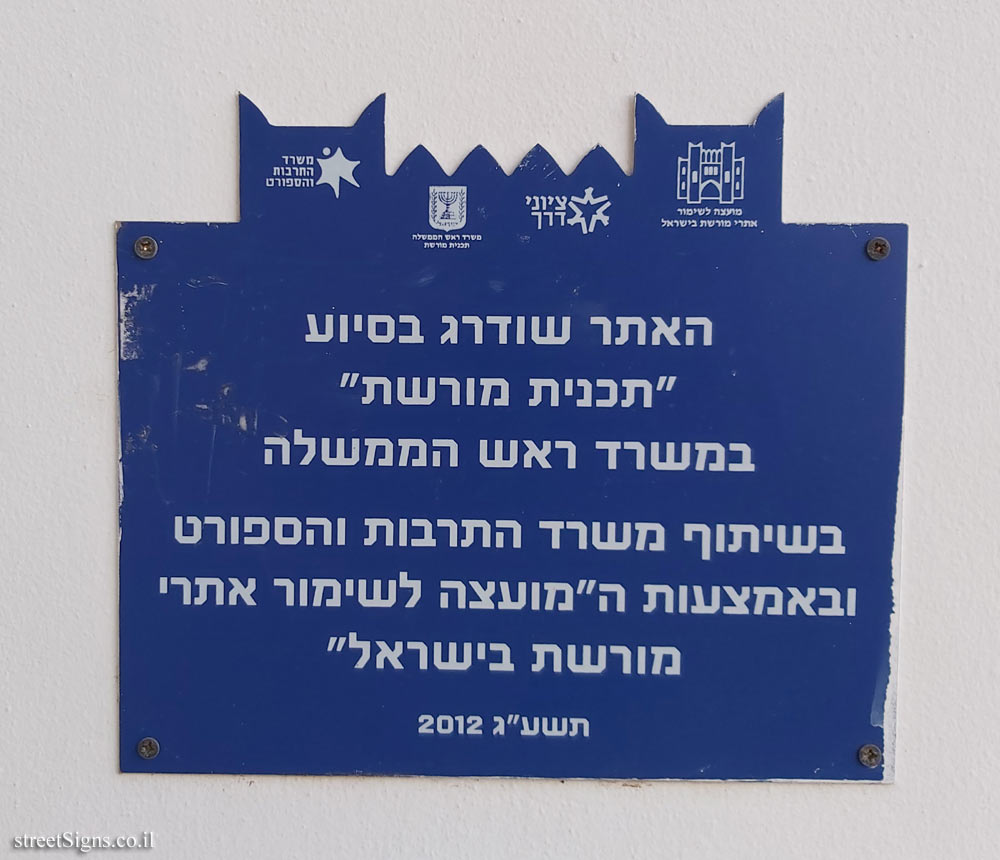 מועצה לשימור
אתרי מורשת בישראל
ציוני
דרך
משרד ראש הממשלה
תכנית מורשת
משרד
התרבות
והספורט
האתר שודרג בסיוע
"תכנית מורשת"
במשרד ראש הממשלה
בשיתוף משרד התרבות והספורט
ובאמצעות ה"מועצה לשימור אתרי
מורשת בישראל"
תשע"ג 2012
streetSigns.co.il